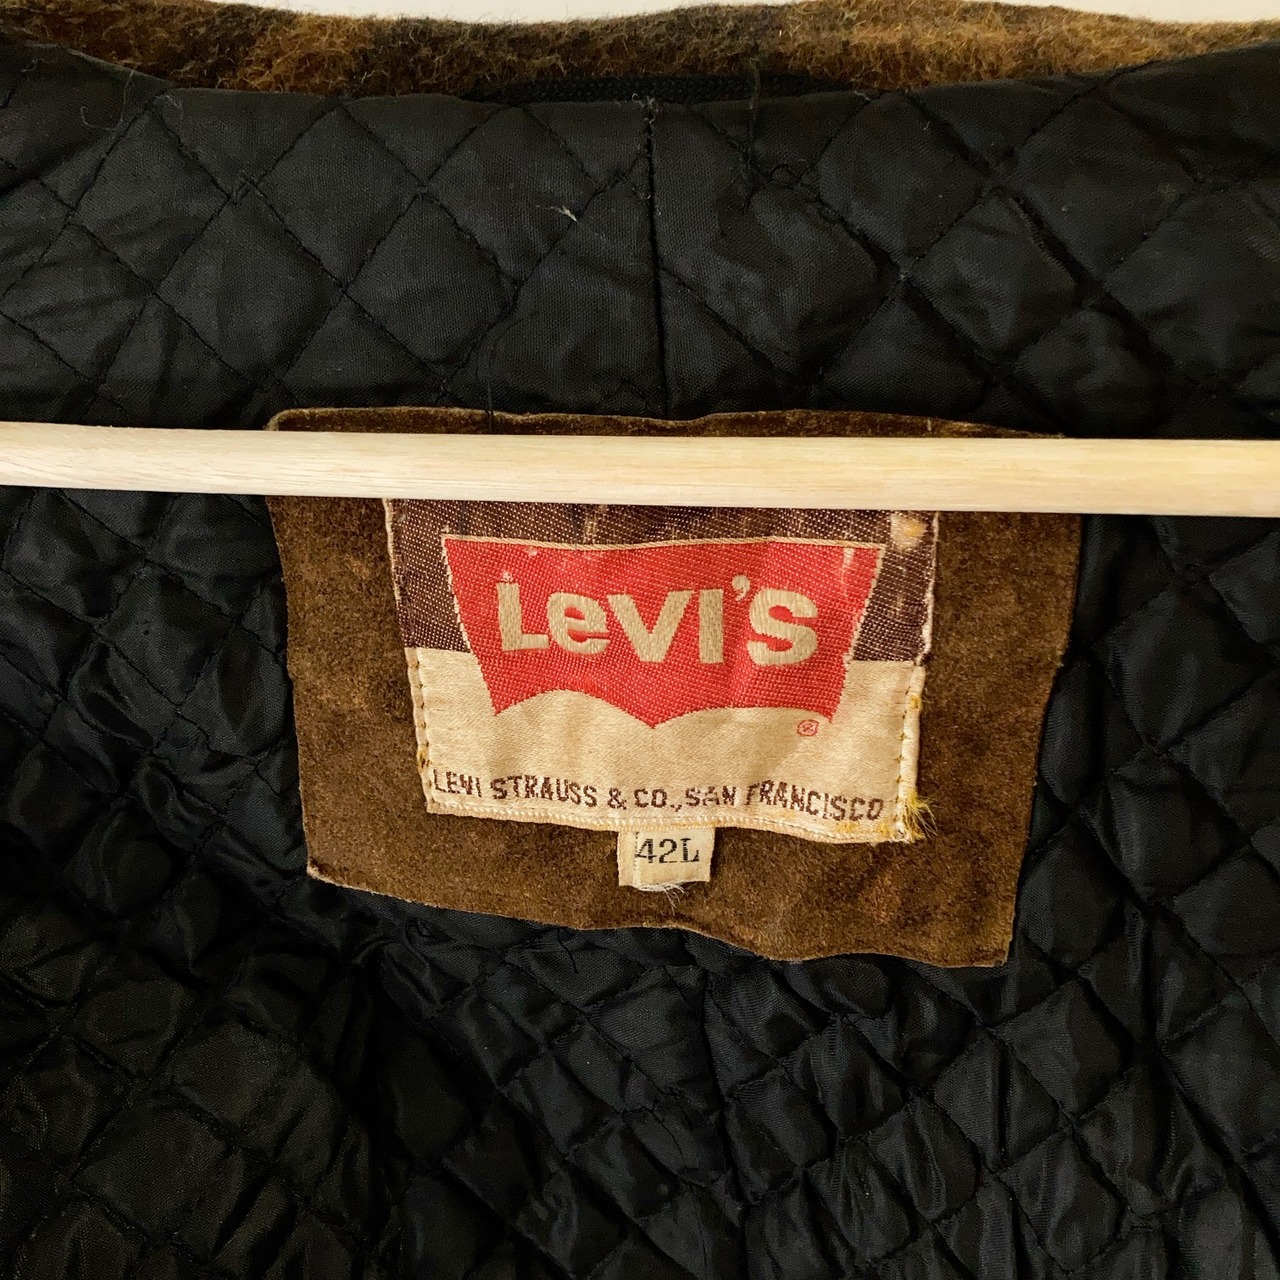 Levi's
®
LEVI STRAUSS & CO., SAN FRANCISCO
42L